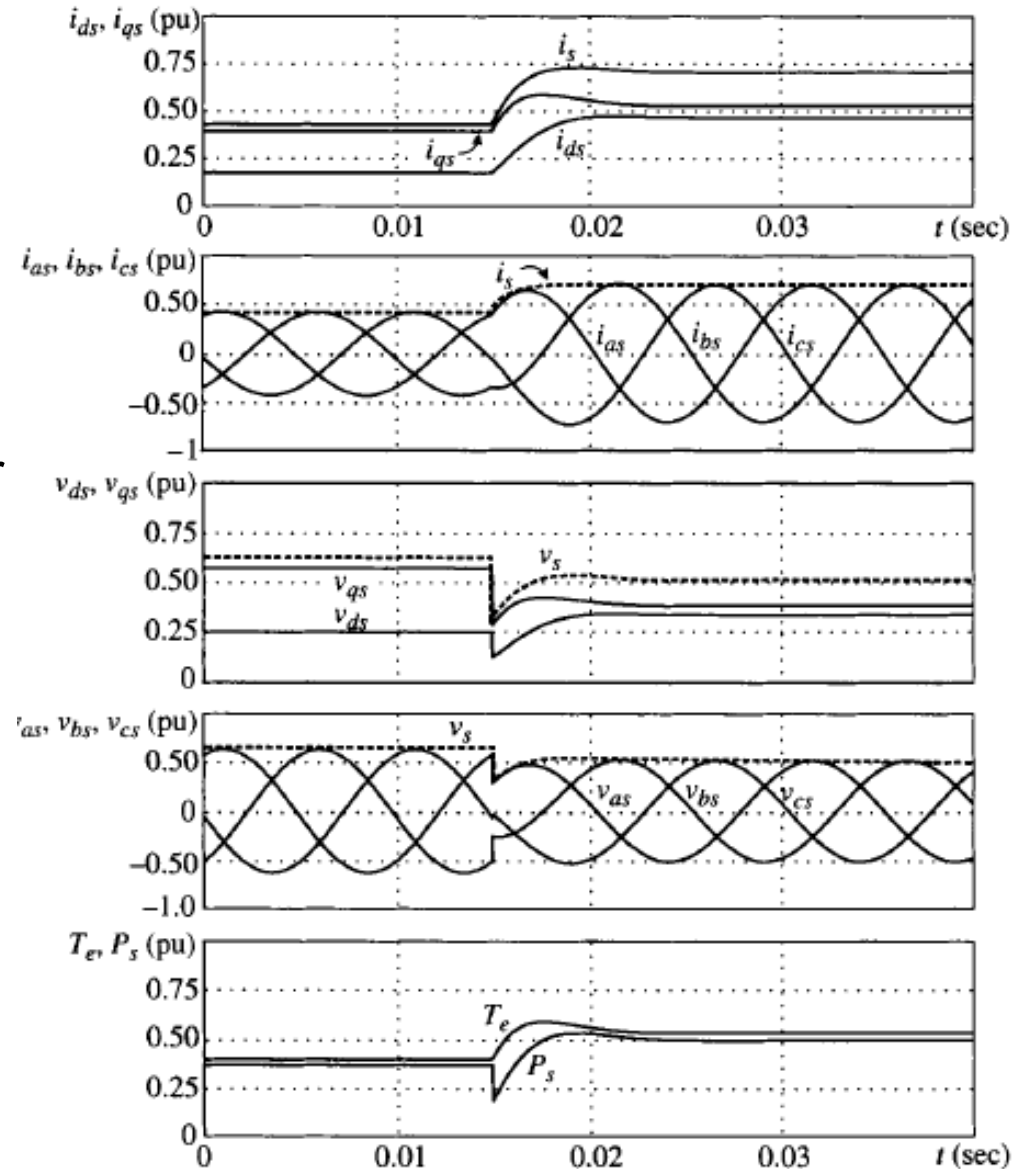 i_ds, i_qs (pu)
0.75
0.50
0.25
0
i_s
i_qs
i_ds
0 0.01 0.02 0.03 t (sec)
i_as, i_bs, i_cs (pu)
0.50
0
−0.50
−1
i_s
i_as i_bs i_cs
v_ds, v_qs (pu)
0.75
0.50
0.25
0
v_s
v_qs
v_ds
as, v_bs, v_cs (pu)
0.50
0
−0.50
−1.0
v_s
v_as v_bs v_cs
T_e, P_s (pu)
0.75
0.50
0.25
0
T_e
P_s
0 0.01 0.02 0.03 t (sec)